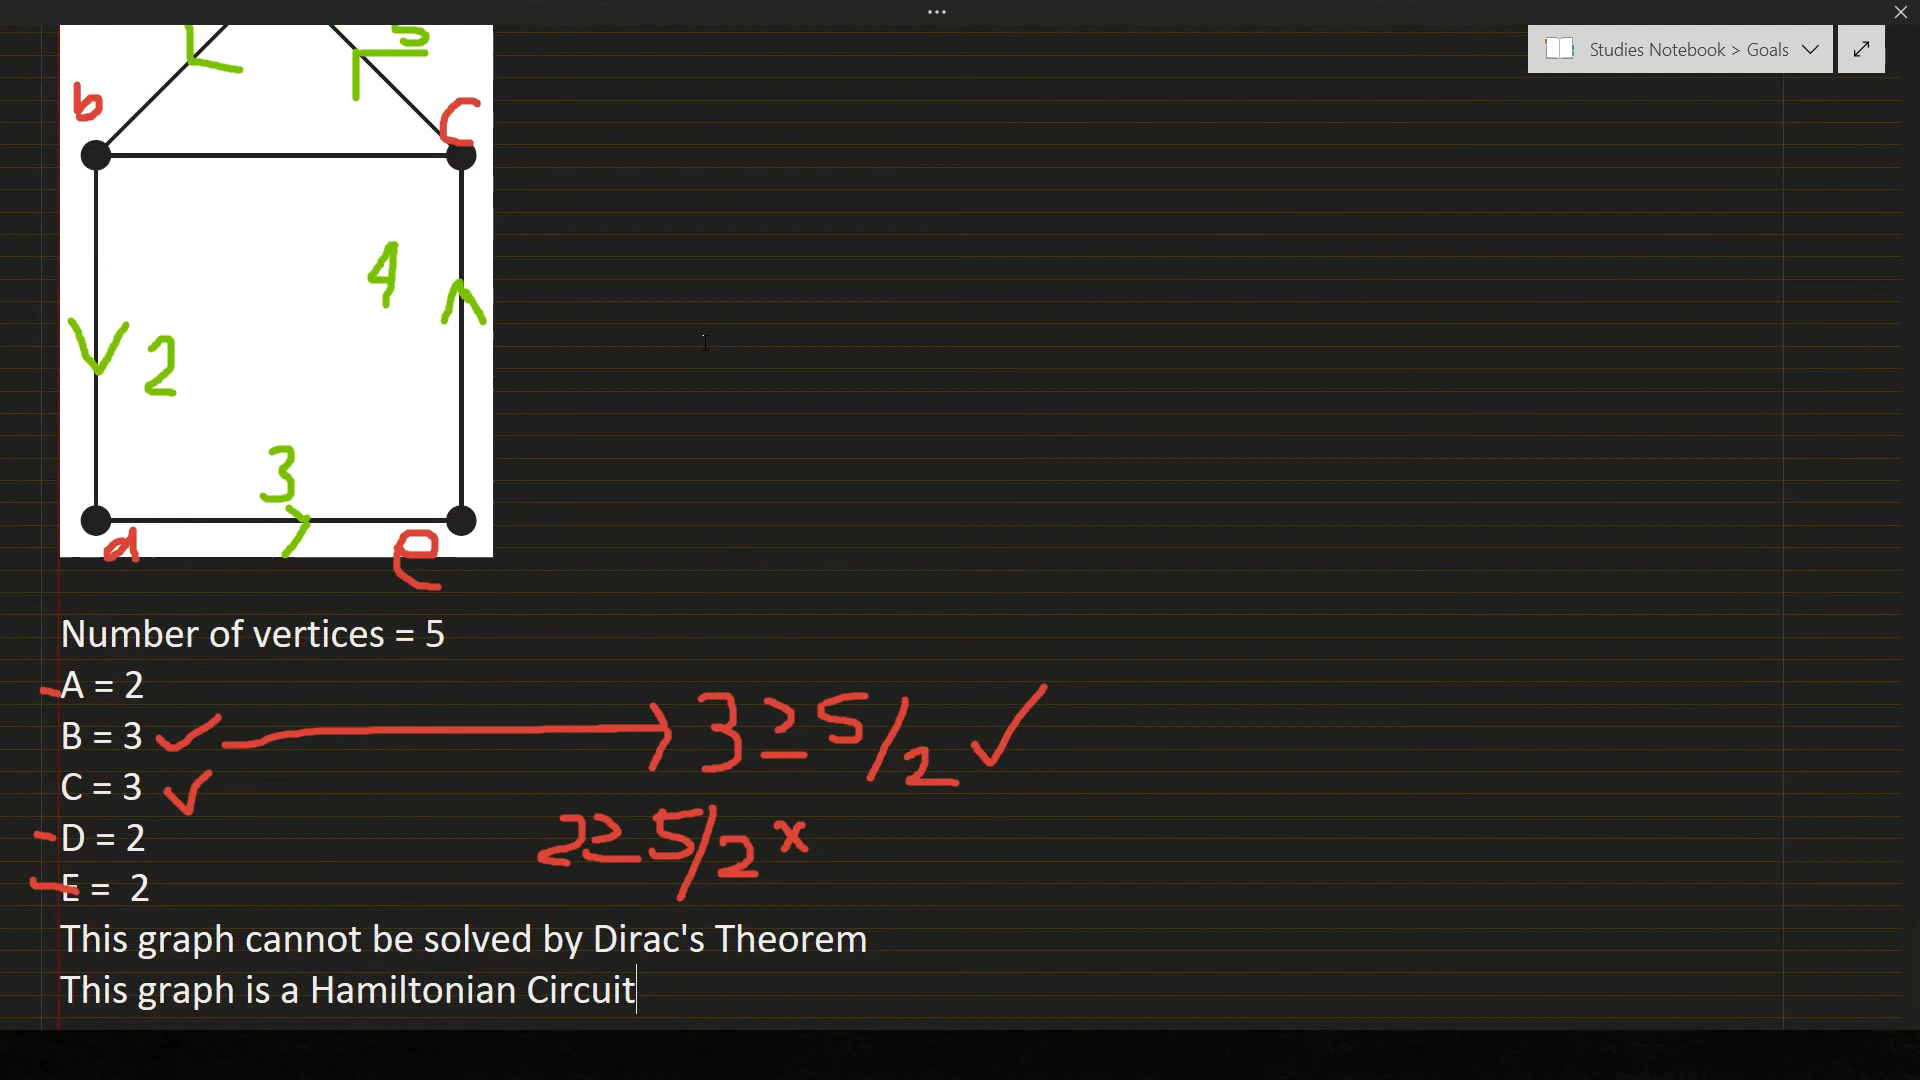 Studies Notebook > Goals
5
b
C
4
2
3
d
e
Number of vertices = 5
A = 2
B = 3
3 ≥ 5/2 ✓
C = 3
D = 2
2 ≥ 5/2 x
E = 2
This graph cannot be solved by Dirac's Theorem
This graph is a Hamiltonian Circuit